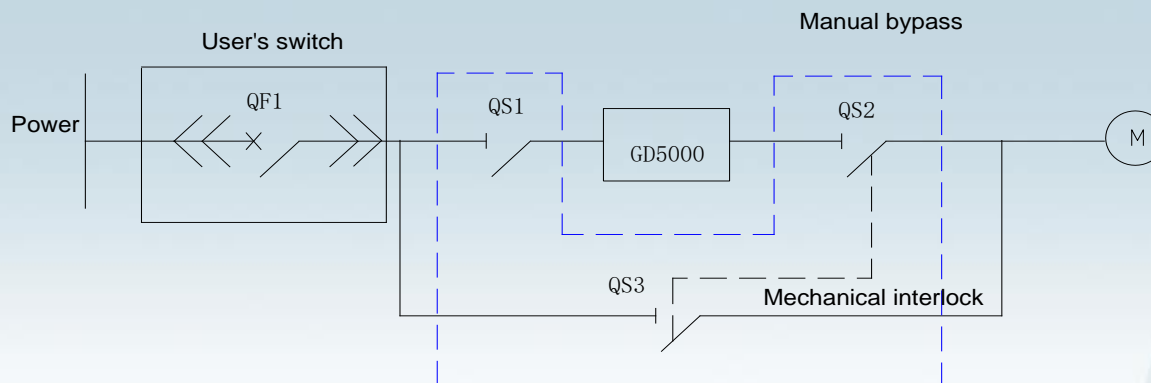 Manual bypass
User's switch
QF1
QS1
QS2
Power
GD5000
M
QS3
Mechanical interlock